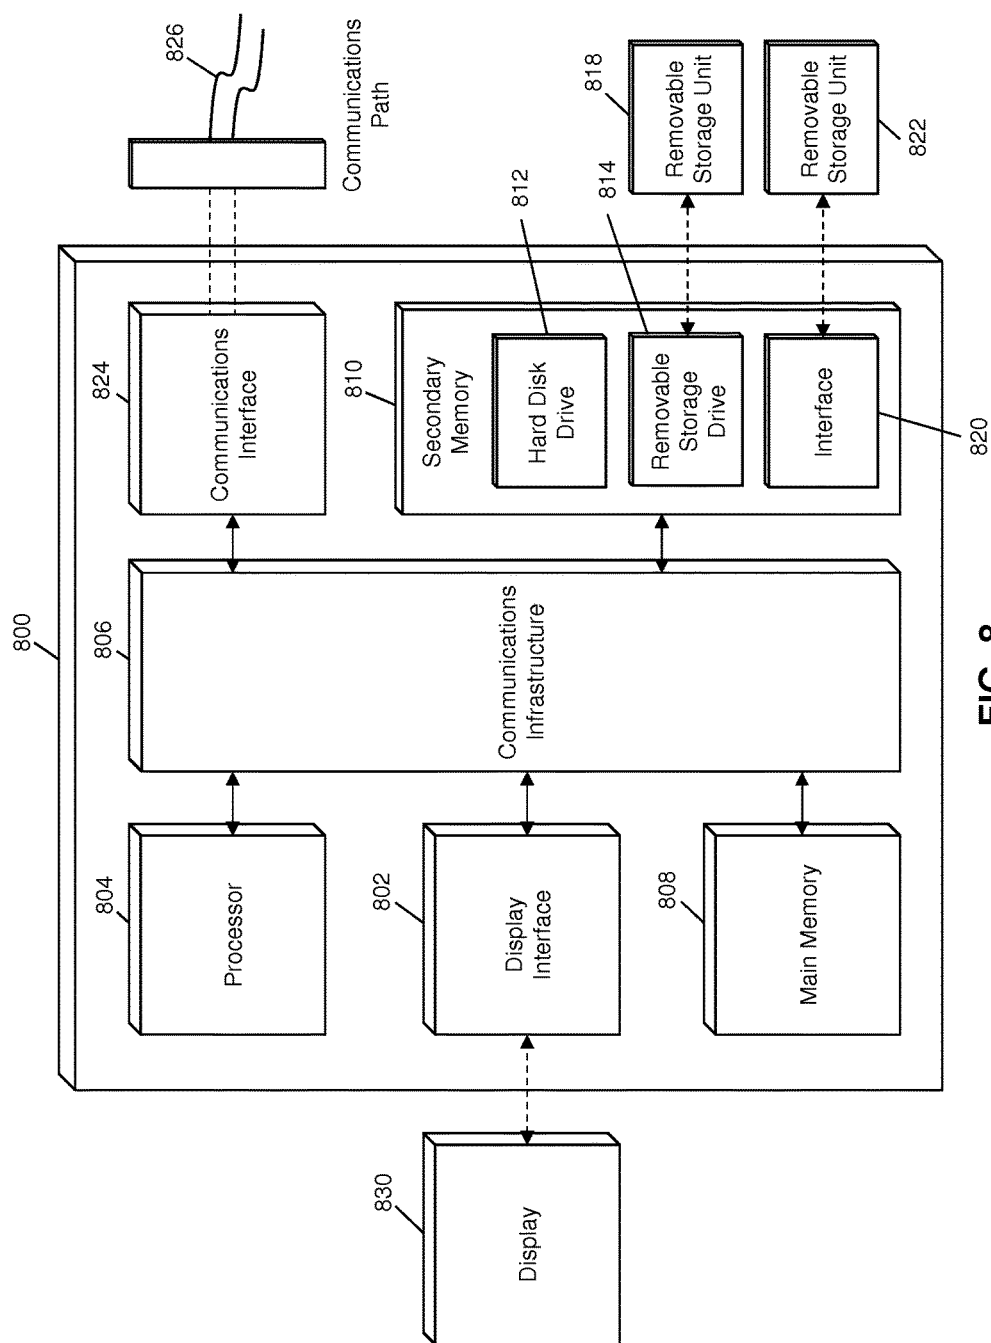 800
804
806
824
826
Processor
Communications
Interface
Communications
Path
830
802
810
Display
Display
Interface
Communications
Infrastructure
Secondary
Memory
812
Hard Disk
Drive
818
814
808
Removable
Storage
Drive
Removable
Storage Unit
Main Memory
Interface
Removable
Storage Unit
822
820
FIG. 8